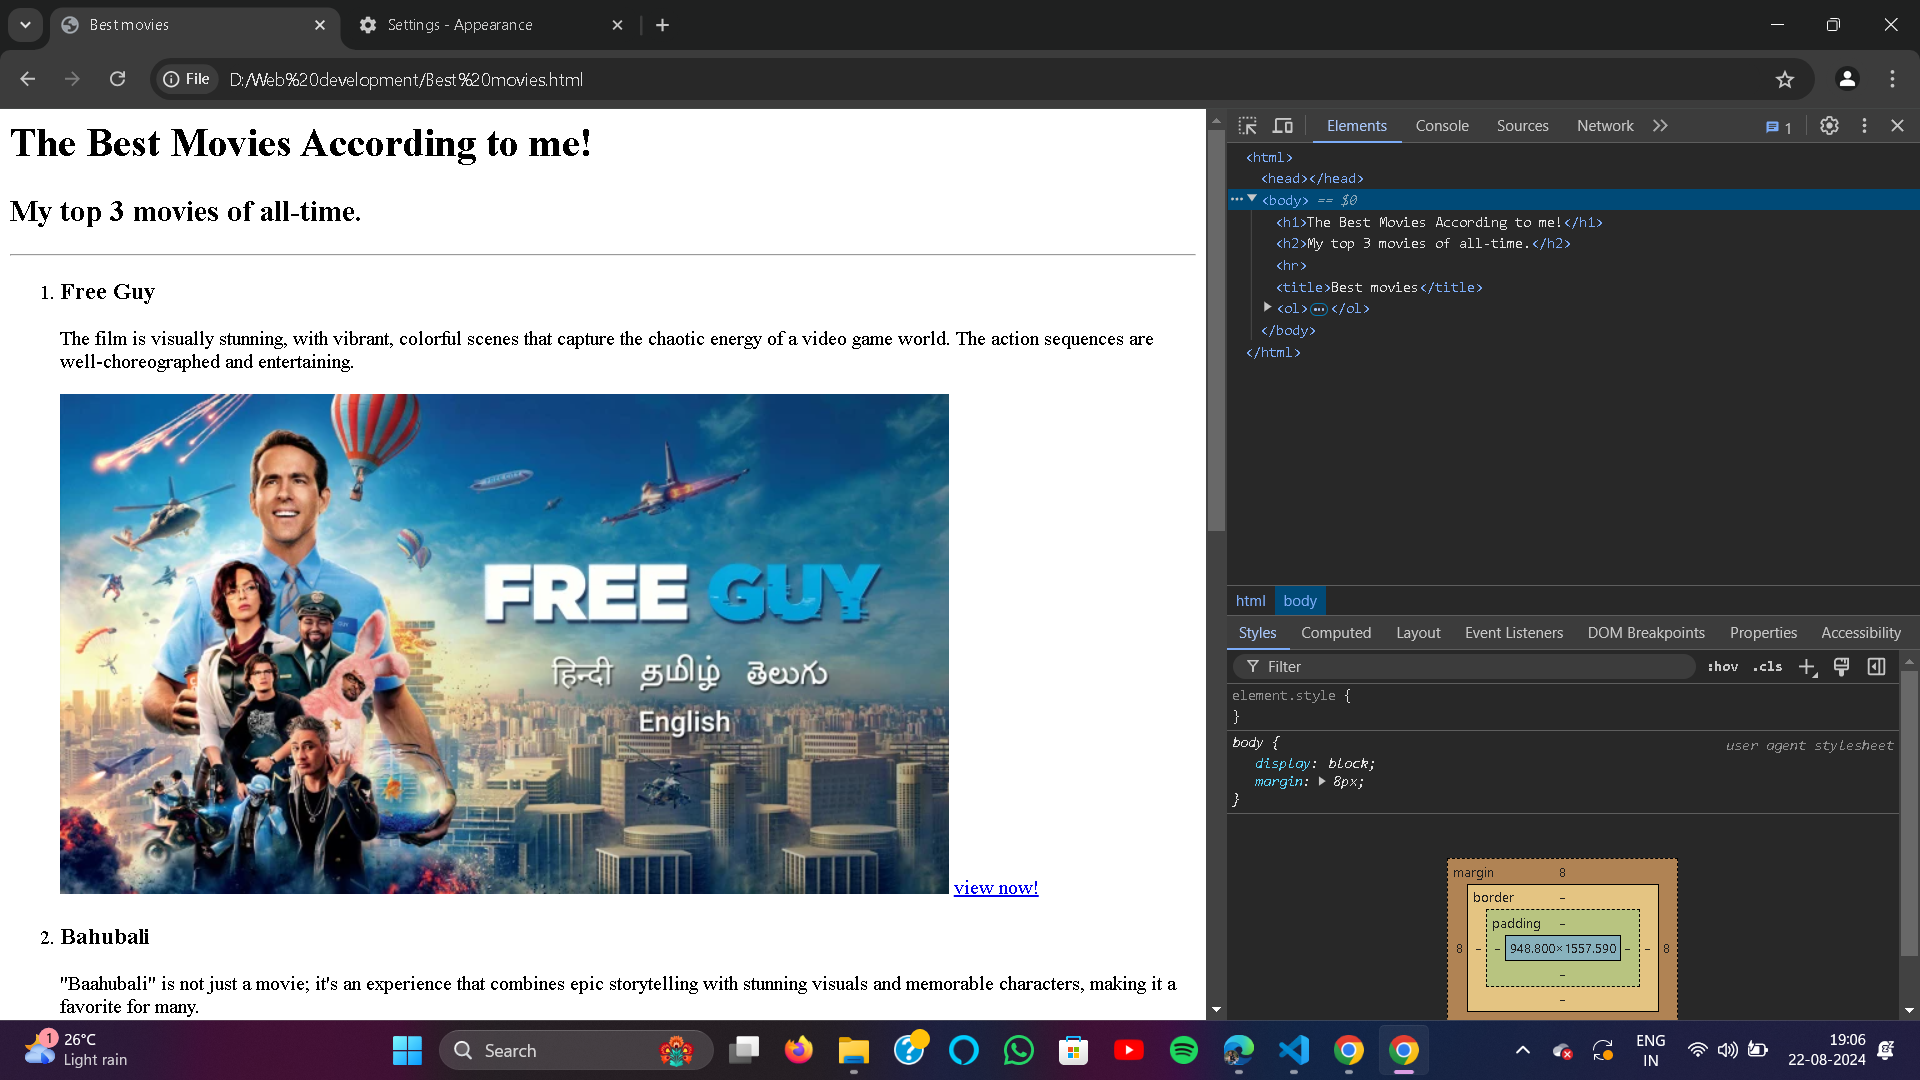 Best movies
Settings - Appearance
File
D:/Web%20development/Best%20movies.html
The Best Movies According to me!
My top 3 movies of all-time.
1. Free Guy
The film is visually stunning, with vibrant, colorful scenes that capture the chaotic energy of a video game world. The action sequences are
well-choreographed and entertaining.
FREE CITY
FREE GUY
हिन्दी தமிழ் తెలుగు
English
view now!
2. Bahubali
"Baahubali" is not just a movie; it's an experience that combines epic storytelling with stunning visuals and memorable characters, making it a
favorite for many.
Elements Console Sources Network 1
<html>
<head></head>
<body> == $0
<h1>The Best Movies According to me!</h1>
<h2>My top 3 movies of all-time.</h2>
<hr>
<title>Best movies</title>
<ol>…</ol>
</body>
</html>
html body
Styles Computed Layout Event Listeners DOM Breakpoints Properties Accessibility
Filter :hov .cls
element.style {
}
body { user agent stylesheet
display: block;
margin: 8px;
}
margin 8
border -
padding -
8 - - 948.800×1557.590 - - 8
-
-
1
26°C
Light rain
Search
ENG
IN
19:06
22-08-2024